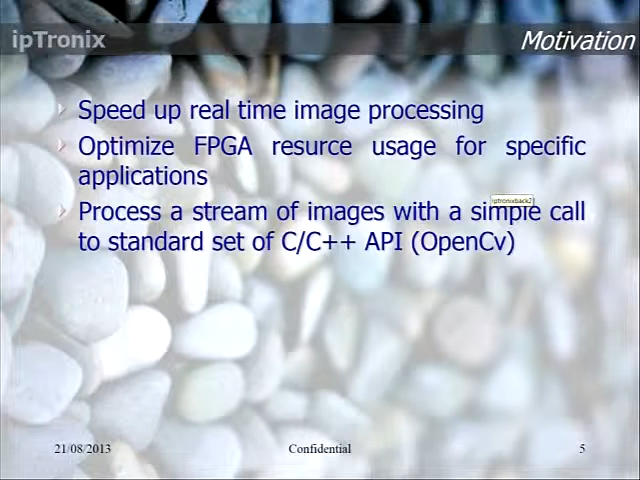 ipTronix
Motivation
Speed up real time image processing
Optimize FPGA resurce usage for specific
applications
iptronixback2
Process a stream of images with a simple call
to standard set of C/C++ API (OpenCv)
21/08/2013
Confidential
5